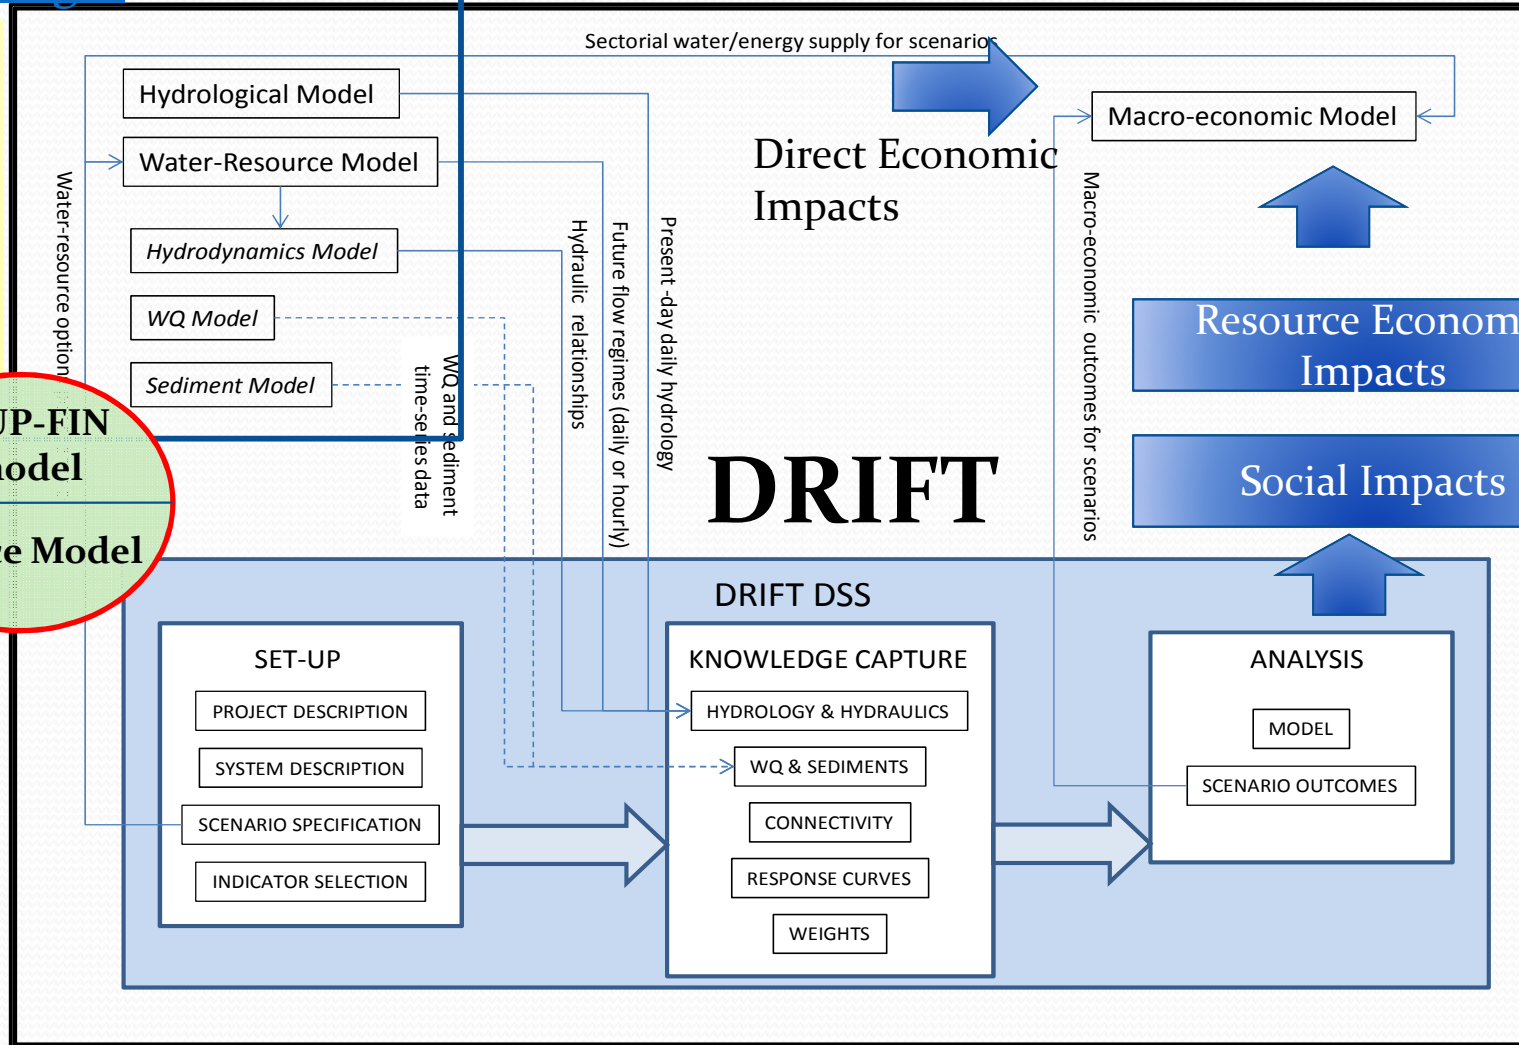 Sectorial water/energy supply for scenarios
Hydrological Model
Water-Resource Model
Hydrodynamics Model
WQ Model
Sediment Model
Macro-economic Model
Direct Economic
Impacts
Water-resource option
Hydraulic relationships
Future flow regimes (daily or hourly)
Present -day daily hydrology
WQ and sediment
time-series data
Macro-economic outcomes for scenarios
Resource Econom
Impacts
Social Impacts
UP-FIN
model
ce Model
DRIFT
DRIFT DSS
SET-UP
PROJECT DESCRIPTION
SYSTEM DESCRIPTION
SCENARIO SPECIFICATION
INDICATOR SELECTION
KNOWLEDGE CAPTURE
HYDROLOGY & HYDRAULICS
WQ & SEDIMENTS
CONNECTIVITY
RESPONSE CURVES
WEIGHTS
ANALYSIS
MODEL
SCENARIO OUTCOMES